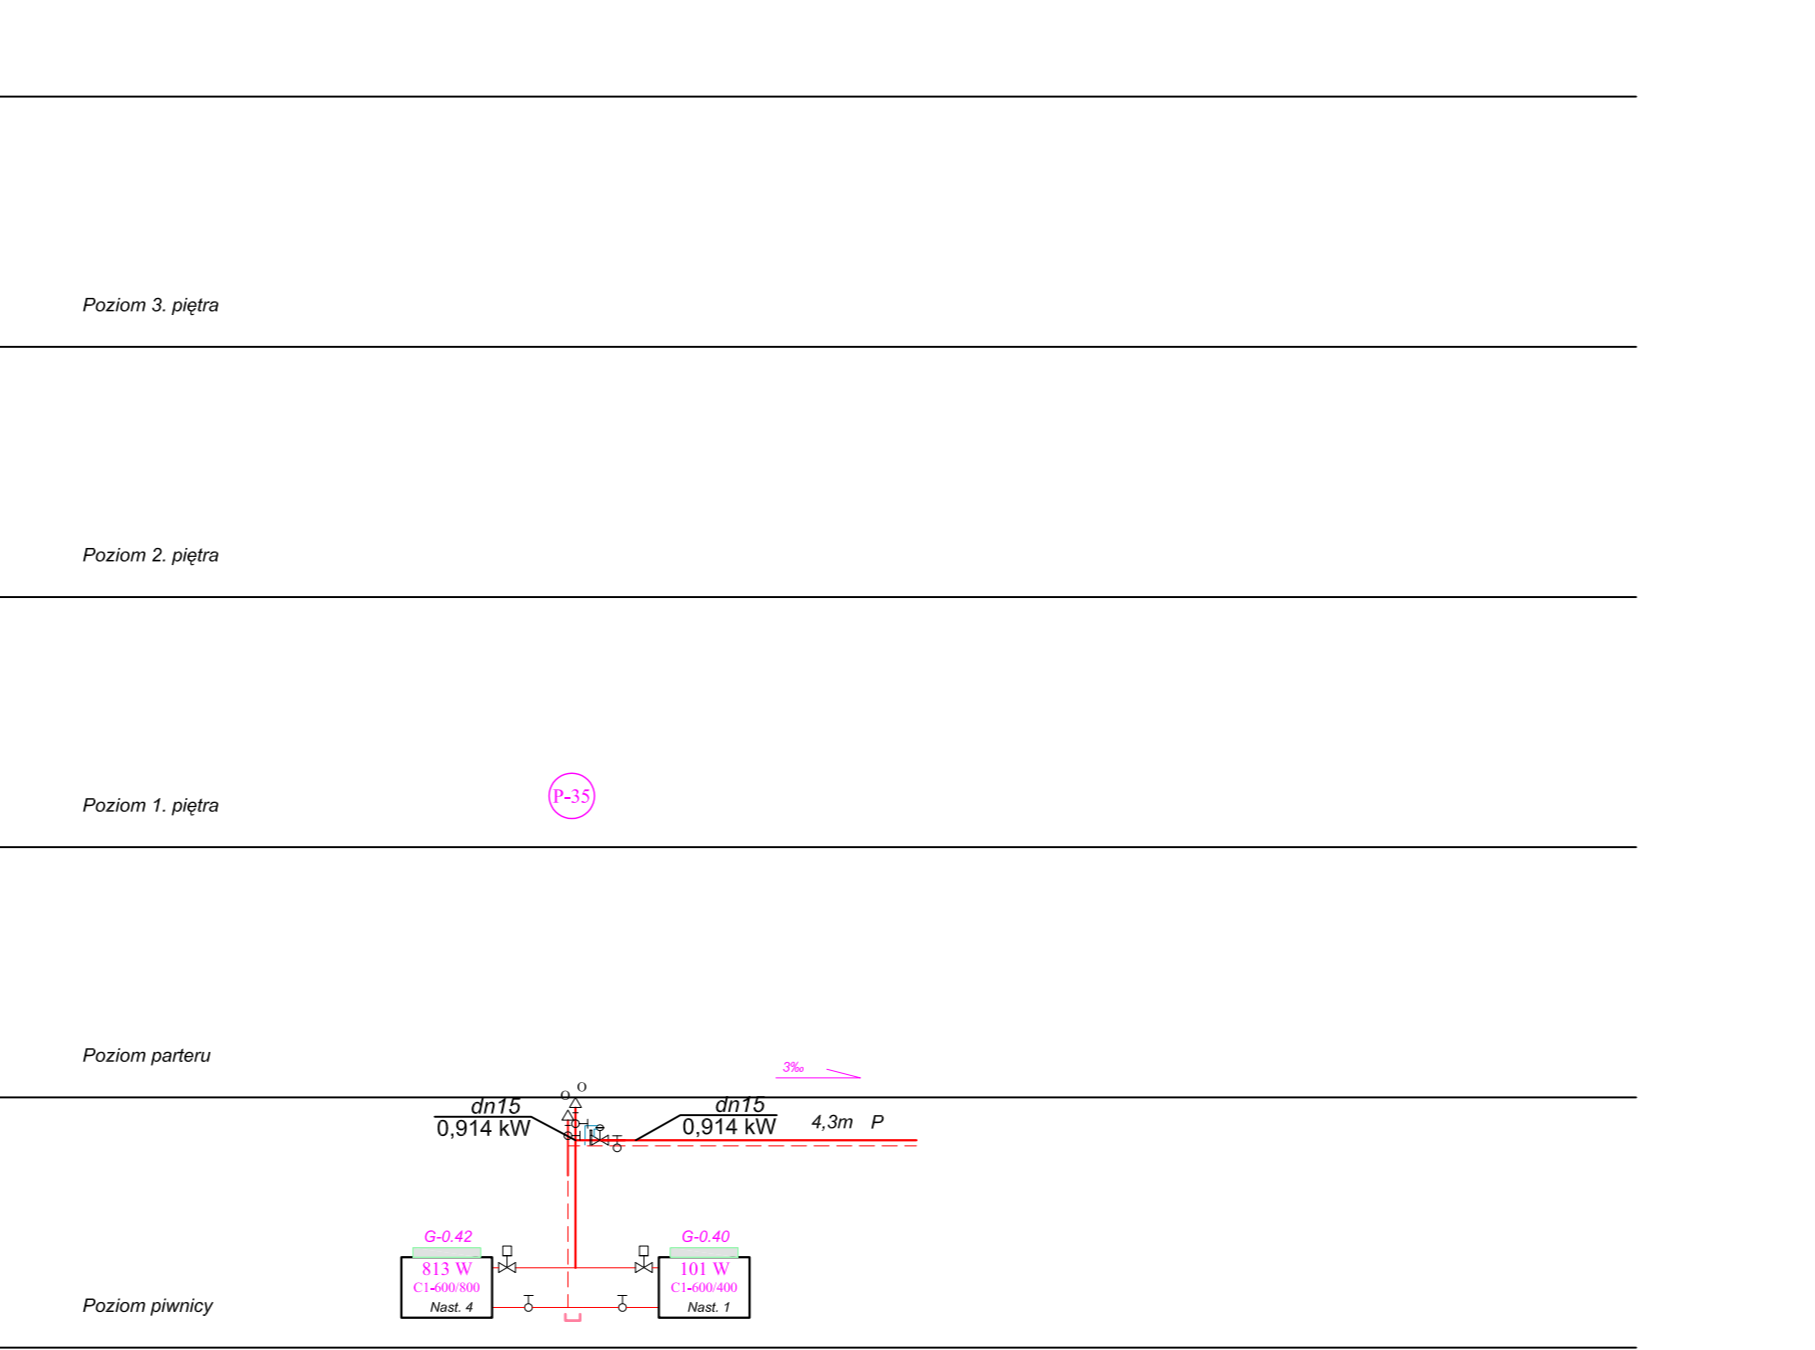 Poziom 3. piętra
Poziom 2. piętra
P-35
Poziom 1. piętra
Poziom parteru
3‰
O
O
dn15
0,914 kW
dn15
0,914 kW
4,3m P
G-0.42
G-0.40
813 W
C1-600/800
Nast. 4
101 W
C1-600/400
Nast. 1
Poziom piwnicy